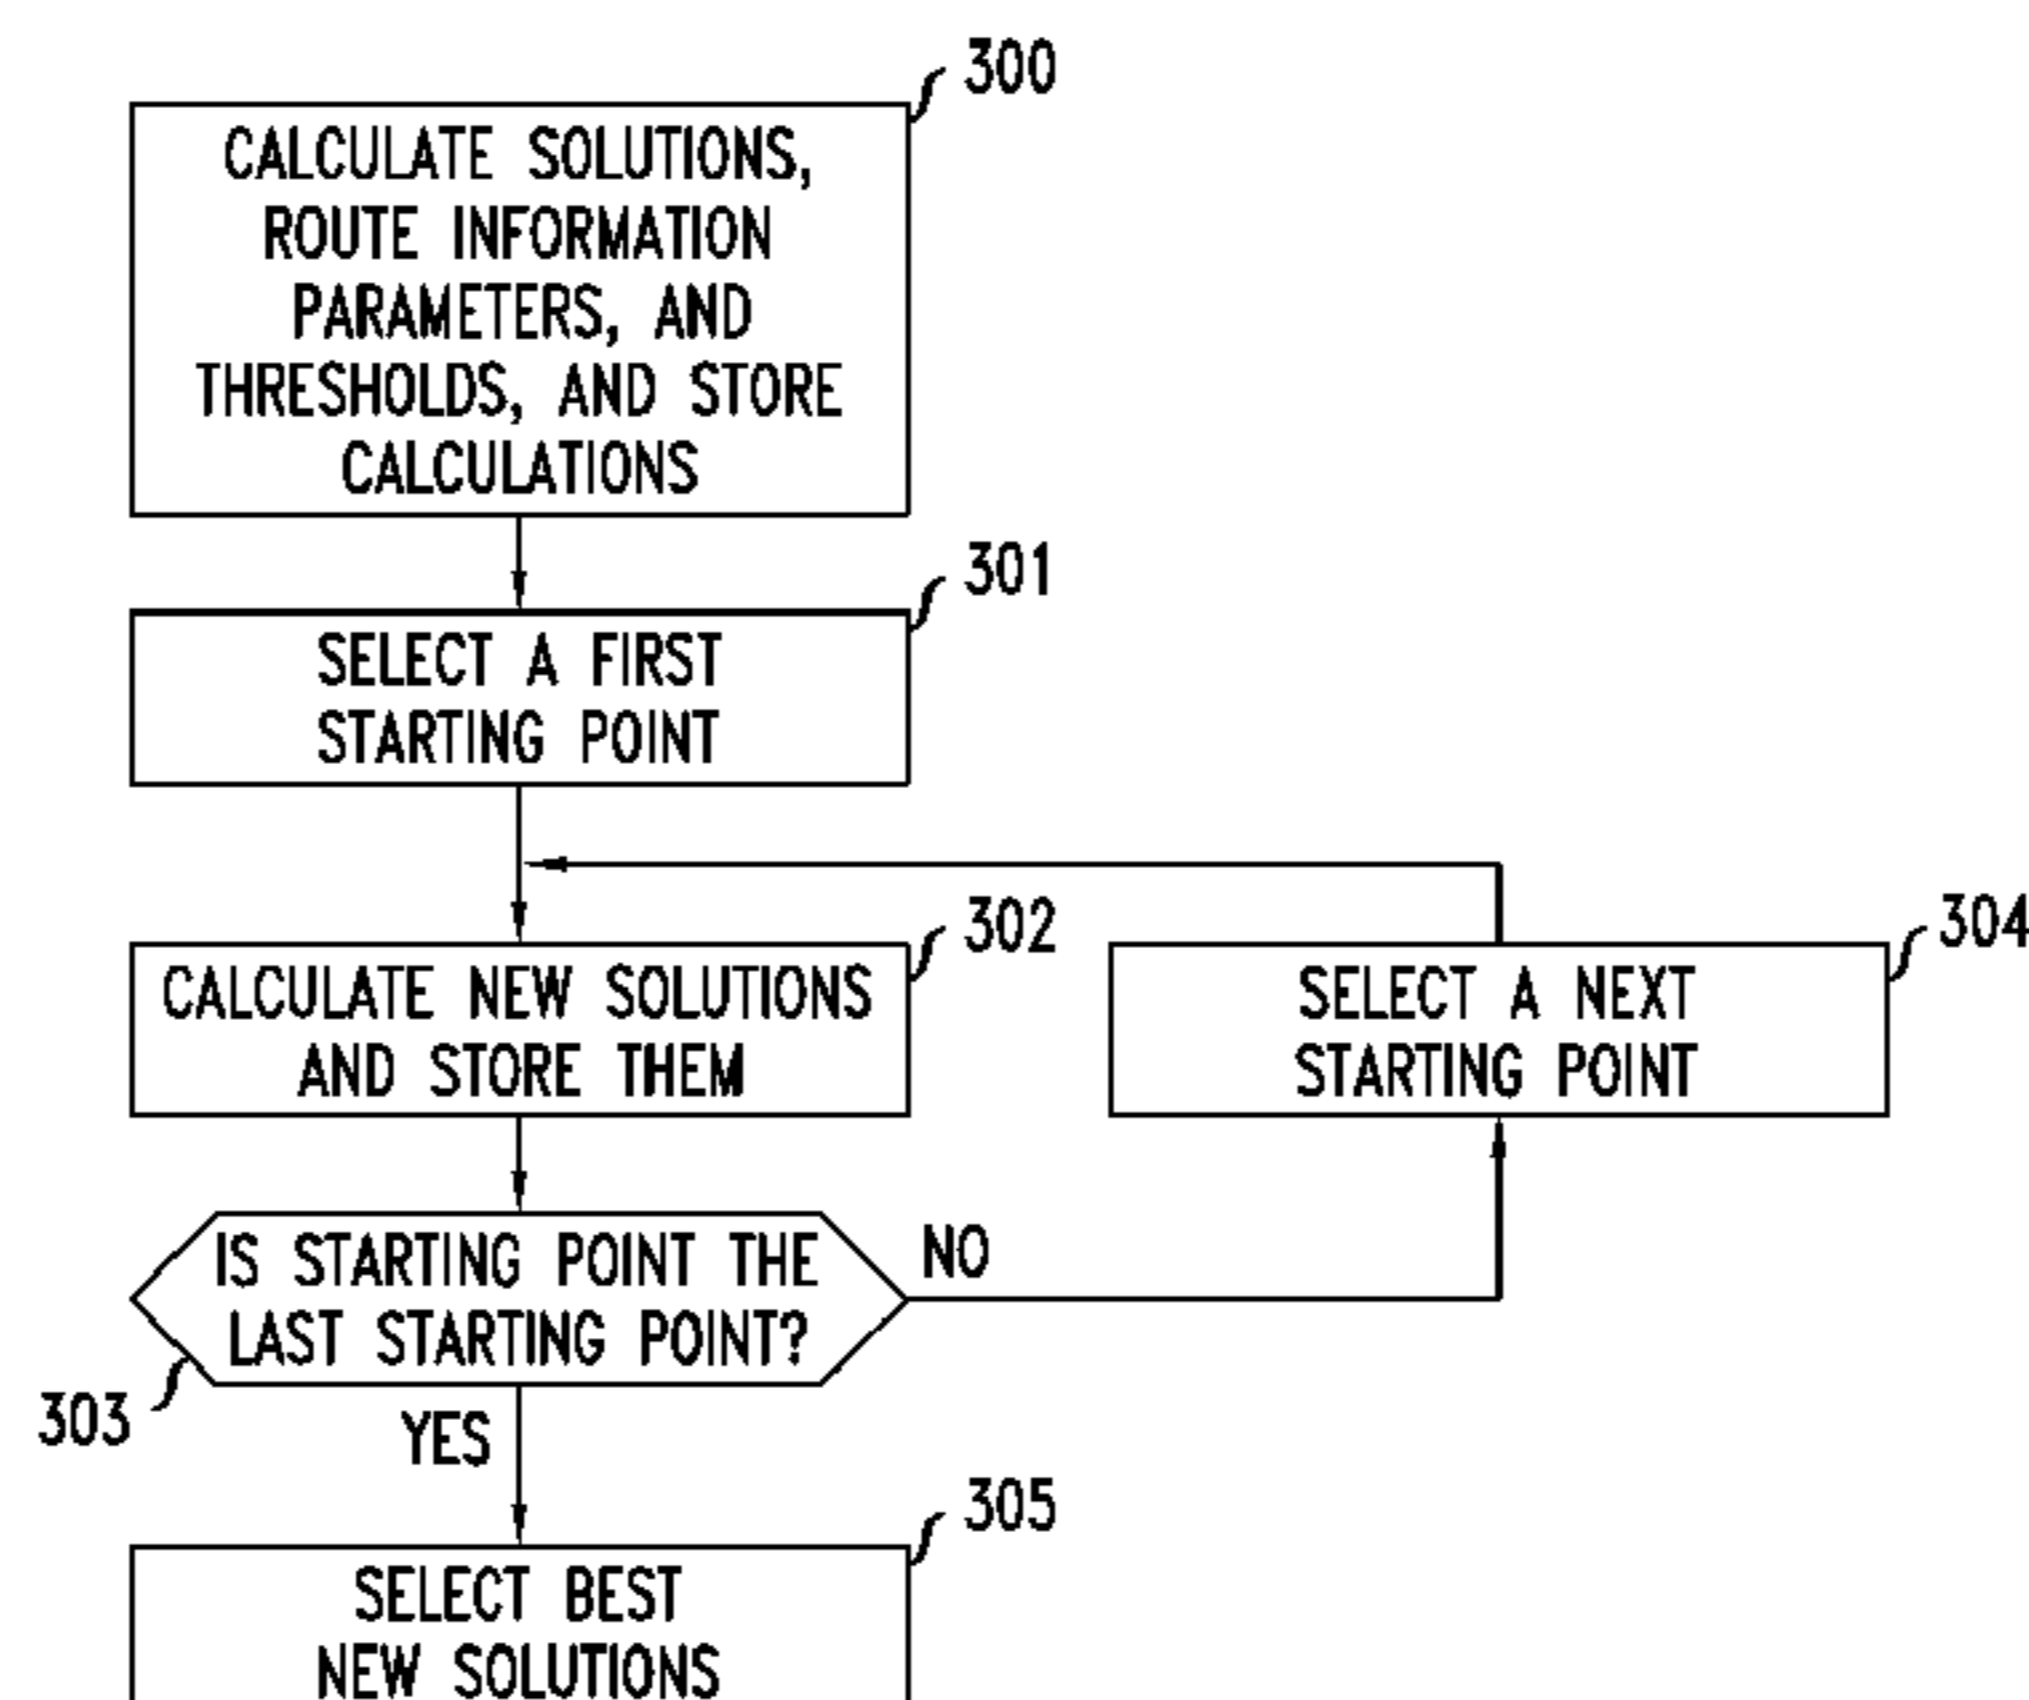 300
CALCULATE SOLUTIONS,
ROUTE INFORMATION
PARAMETERS, AND
THRESHOLDS, AND STORE
CALCULATIONS
301
SELECT A FIRST
STARTING POINT
302
CALCULATE NEW SOLUTIONS
AND STORE THEM
304
SELECT A NEXT
STARTING POINT
IS STARTING POINT THE
LAST STARTING POINT?
NO
303
YES
305
SELECT BEST
NEW SOLUTIONS